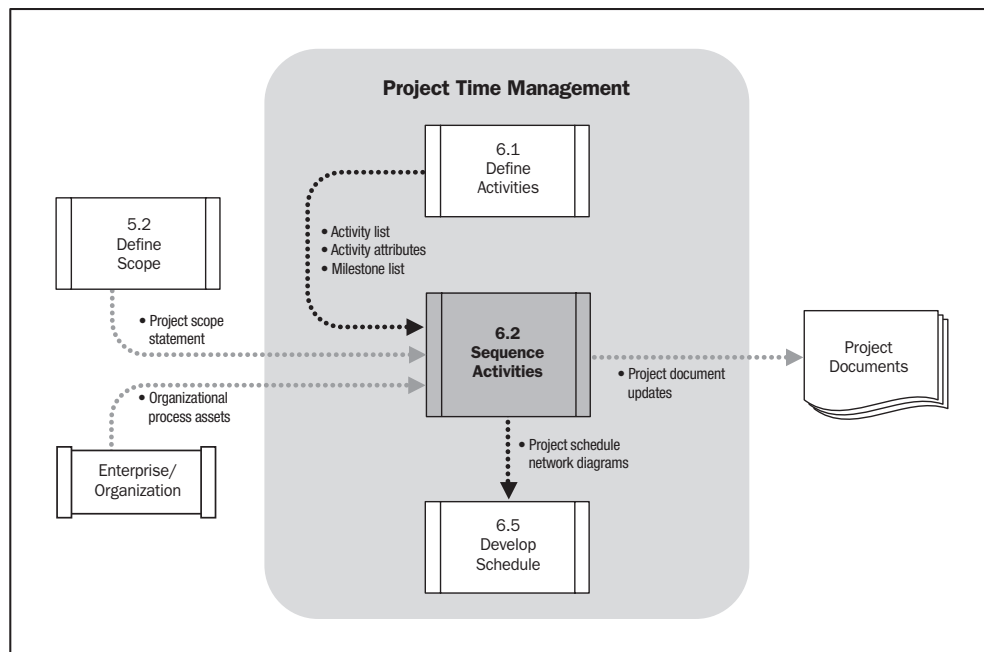 Project Time Management
6.1
Define
Activities
5.2
Define
Scope
• Activity list
• Activity attributes
• Milestone list
• Project scope
statement
6.2
Sequence
Activities
Project
Documents
• Project document
updates
• Organizational
process assets
Enterprise/
Organization
• Project schedule
network diagrams
6.5
Develop
Schedule